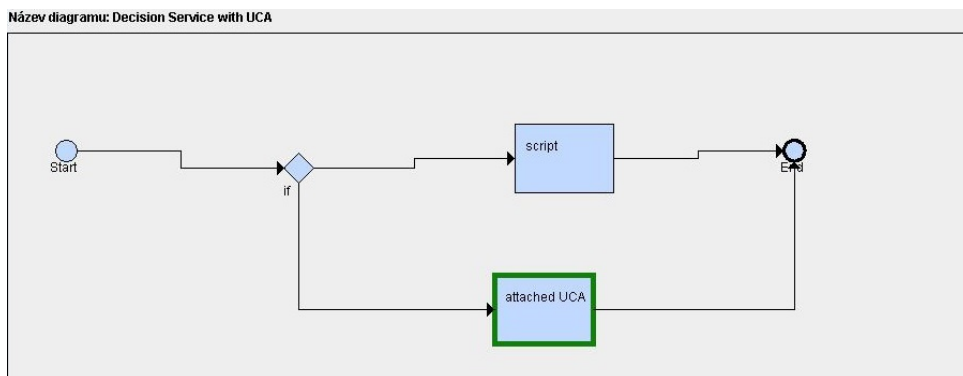 Název diagramu: Decision Service with UCA
script
Start
End
if
attached UCA